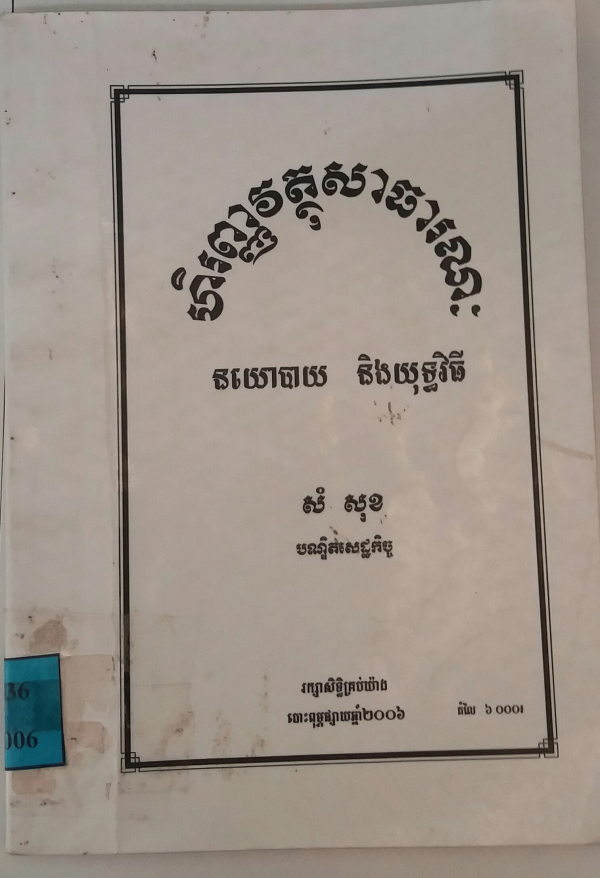 ហិរញ្ញវត្ថុសាធារណៈ
នយោបាយ និងយុទ្ធវិធី
សំ សុខ
បណ្ឌិតសេដ្ឋកិច្ច
រក្សាសិទ្ធិគ្រប់យ៉ាង
បោះពុម្ពផ្សាយឆ្នាំ២០០៦
តំលៃ ៦ ០០០៛
36
006